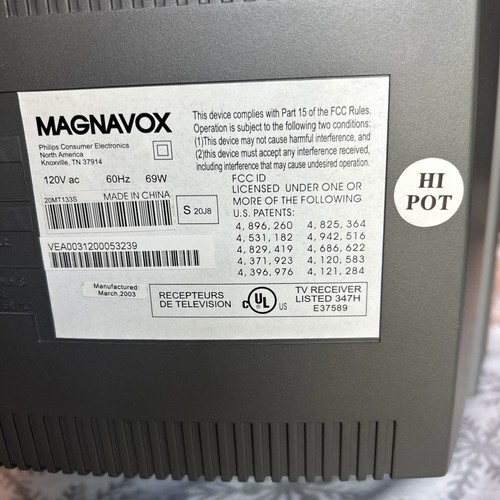 MAGNAVOX
Philips Consumer Electronics
North America
Knoxville, TN 37914
120V ac 60Hz 69W
20MT133S MADE IN CHINA
S 20J8
VEA0031200053239
Manufactured:
March,2003
This device complies with Part 15 of the FCC Rules.
Operation is subject to the following two conditions:
(1)This device may not cause harmful interference, and
(2)this device must accept any interference received,
including interference that may cause undesired operation.
FCC ID
LICENSED UNDER ONE OR
MORE OF THE FOLLOWING
U.S. PATENTS:
4, 896, 260 4, 825, 364
4, 531, 182 4, 942, 516
4, 829, 419 4, 686, 622
4, 371, 923 4, 120, 583
4, 396, 976 4, 121, 284
RECEPTEURS
DE TELEVISION
C UL US
TV RECEIVER
LISTED 347H
E37589
HI
POT